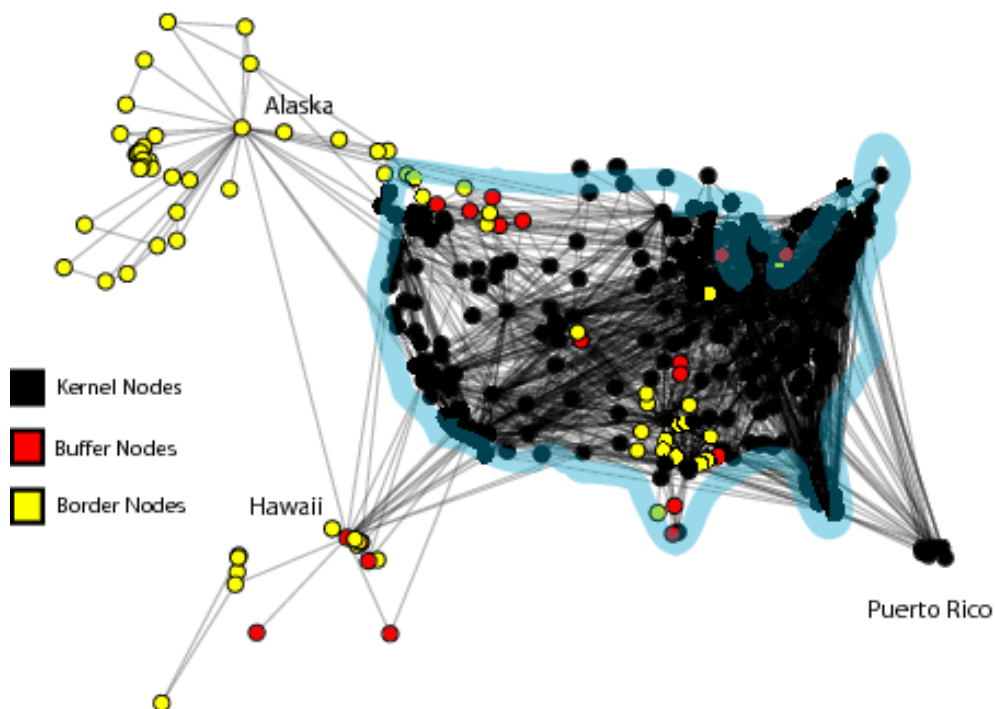 Alaska
Kernel Nodes
Buffer Nodes
Border Nodes
Hawaii
Puerto Rico